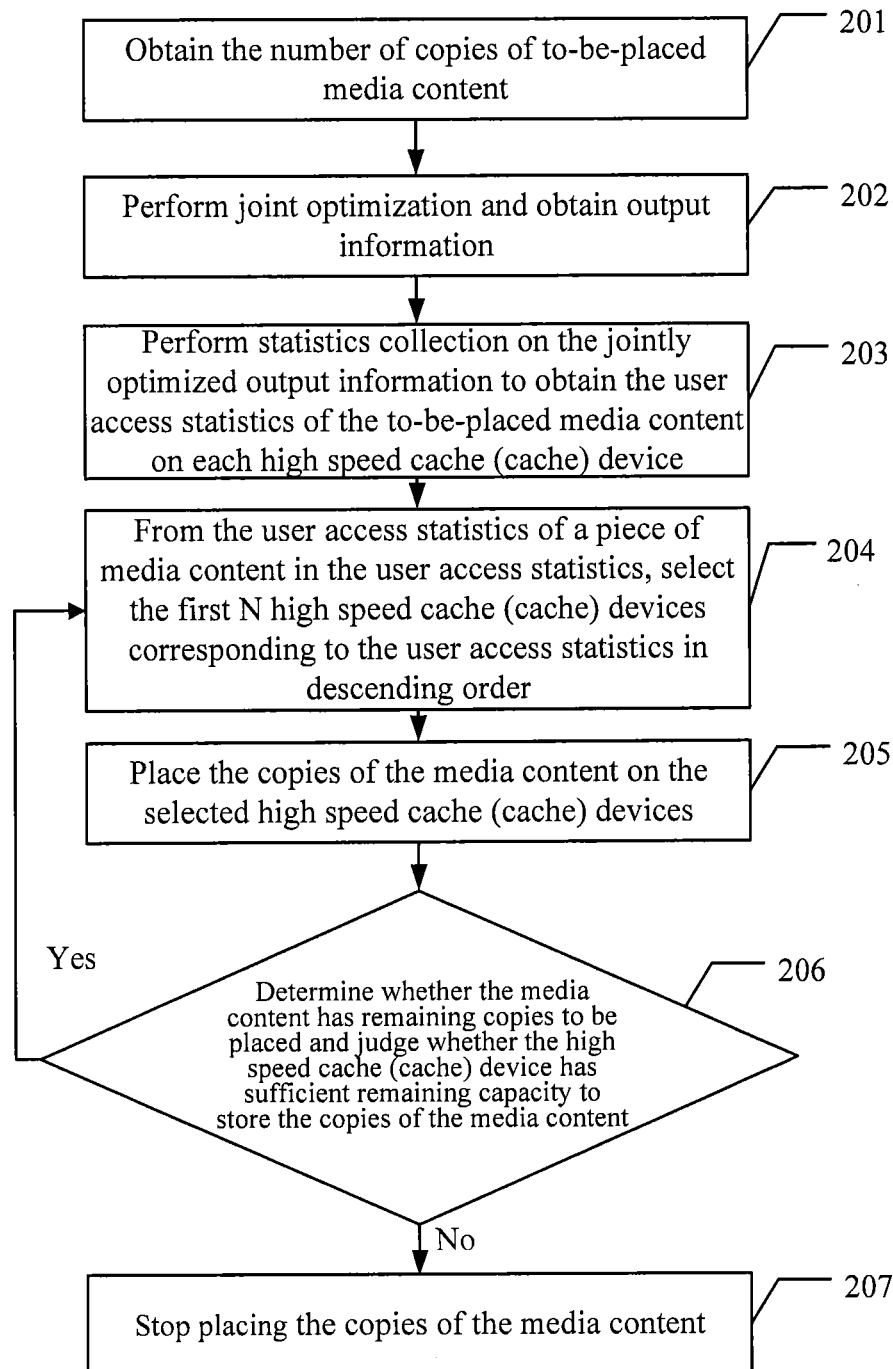 Obtain the number of copies of to-be-placed
media content
201
Perform joint optimization and obtain output
information
202
Perform statistics collection on the jointly
optimized output information to obtain the user
access statistics of the to-be-placed media content
on each high speed cache (cache) device
203
From the user access statistics of a piece of
media content in the user access statistics, select
the first N high speed cache (cache) devices
corresponding to the user access statistics in
descending order
204
Place the copies of the media content on the
selected high speed cache (cache) devices
205
Yes
Determine whether the media
content has remaining copies to be
placed and judge whether the high
speed cache (cache) device has
sufficient remaining capacity to
store the copies of the media content
206
No
Stop placing the copies of the media content
207